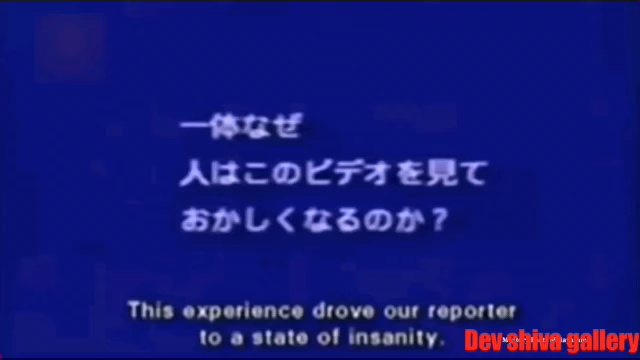 一体なぜ
人はこのビデオを見て
おかしくなるのか?
This experience drove our reporter
to a state of insanity.
Dev shiva gallery